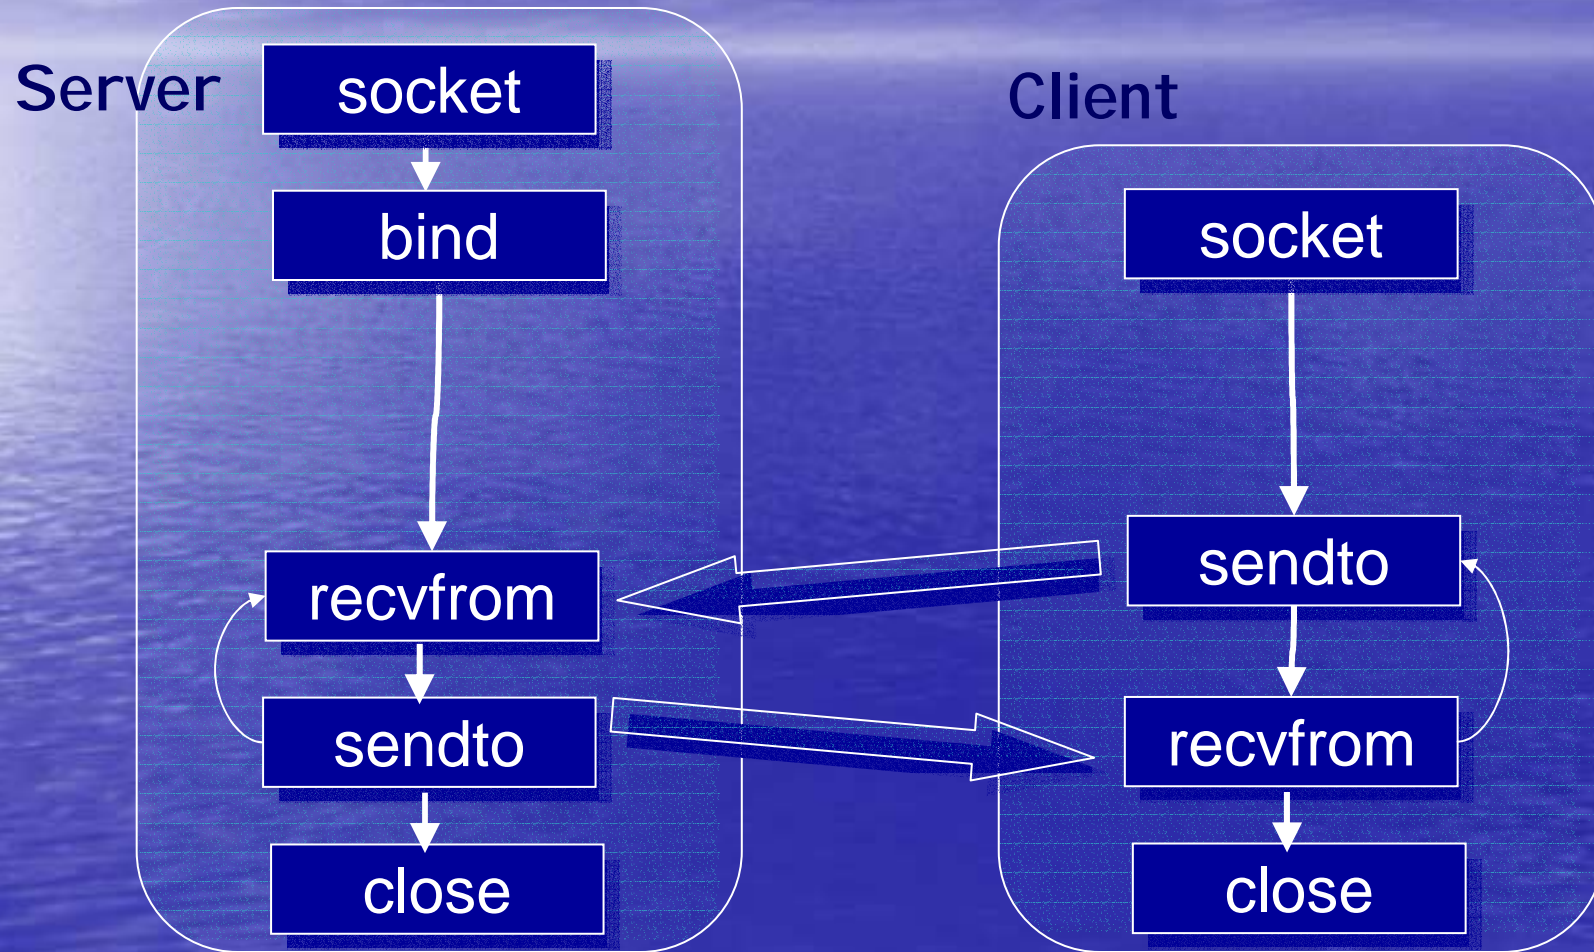 Server
socket
bind
recvfrom
sendto
close
Client
socket
sendto
recvfrom
close